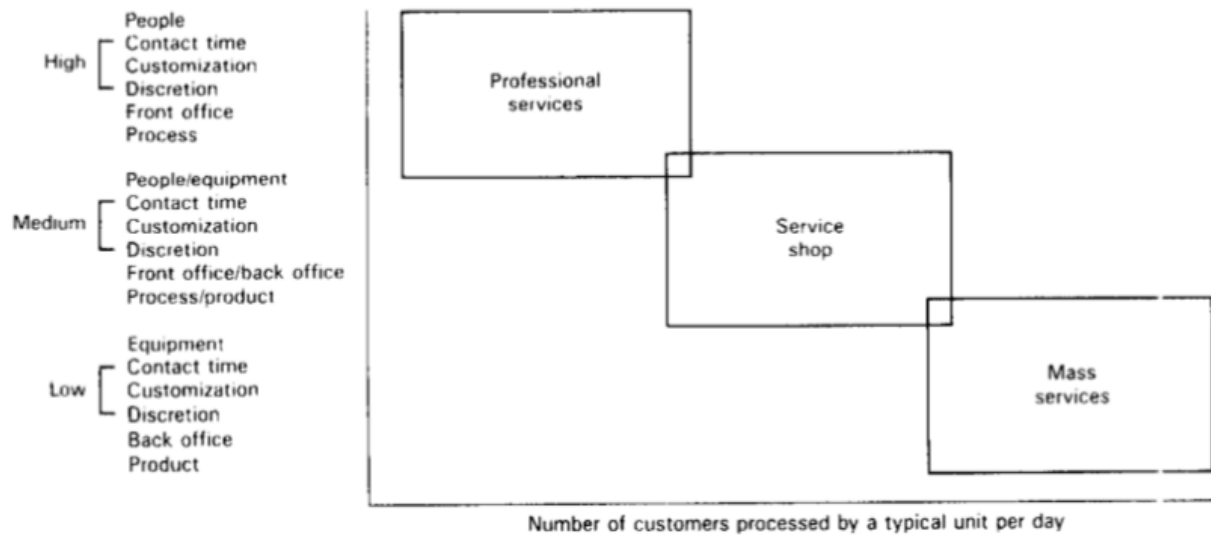 People
High
Contact time
Customization
Discretion
Front office
Process
Professional
services
People/equipment
Medium
Contact time
Customization
Discretion
Front office/back office
Process/product
Service
shop
Equipment
Low
Contact time
Customization
Discretion
Back office
Product
Mass
services
Number of customers processed by a typical unit per day